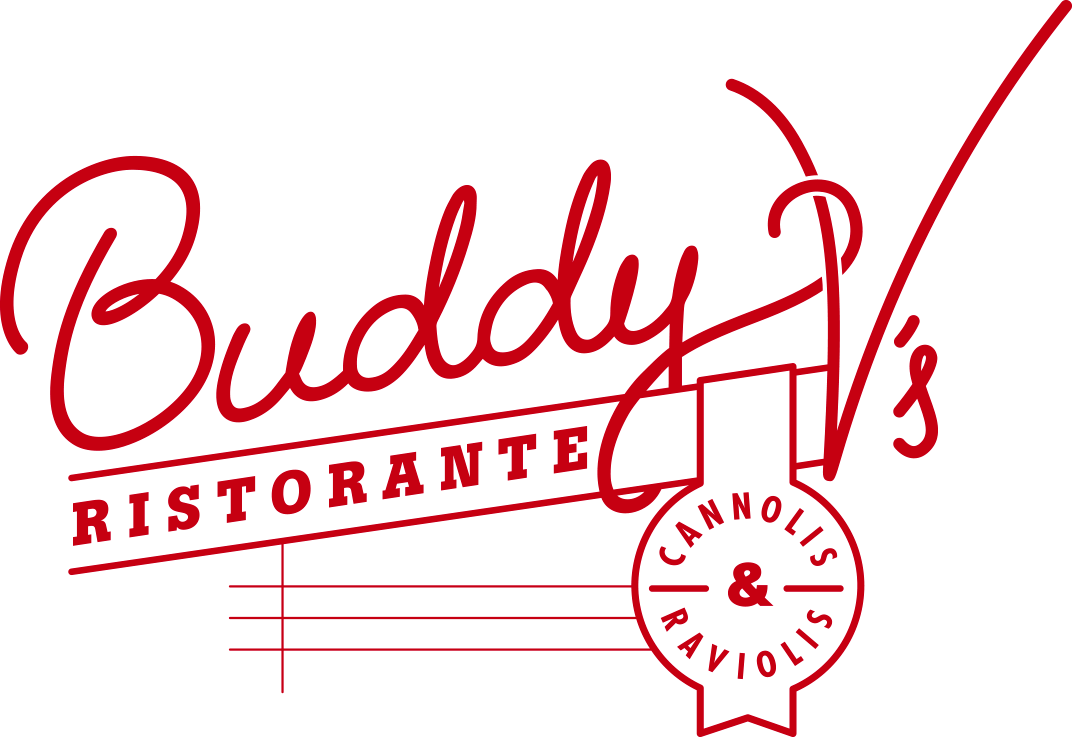 Buddy V's
RISTORANTE
CANNOLIS
&
RAVIOLIS